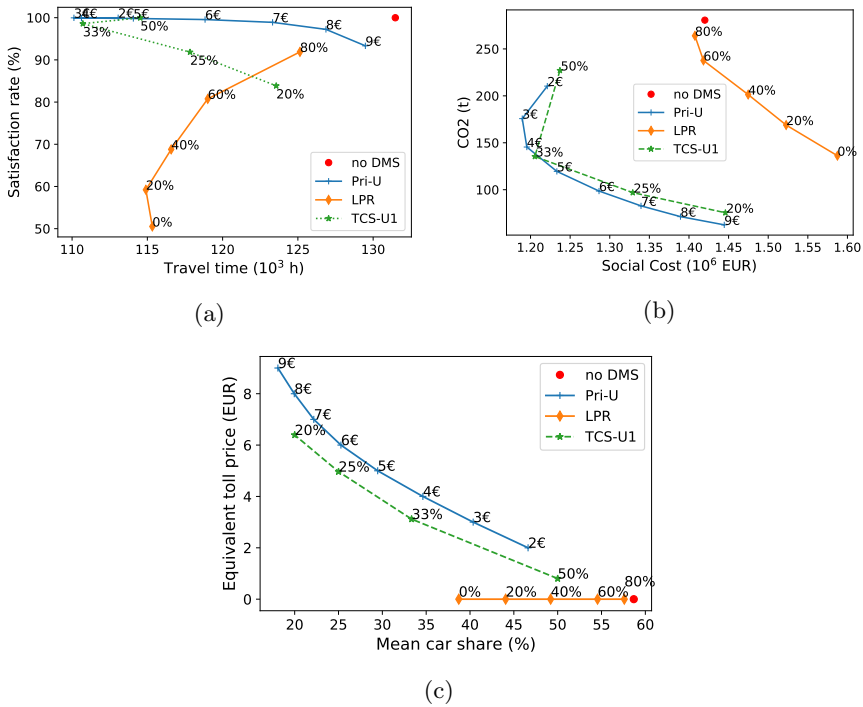 100
90
80
70
60
50
Satisfaction rate (%)
3€
4€
2€
5€
6€
7€
8€
9€
33%
50%
25%
20%
80%
60%
40%
20%
0%
no DMS
Pri-U
LPR
TCS-U1
110 115 120 125 130
Travel time (10³ h)
(a)
250
200
150
100
CO2 (t)
80%
60%
40%
20%
0%
50%
2€
3€
4€
33%
5€
25%
6€
7€
20%
8€
9€
no DMS
Pri-U
LPR
TCS-U1
1.20 1.25 1.30 1.35 1.40 1.45 1.50 1.55 1.60
Social Cost (10⁶ EUR)
(b)
8
6
4
2
0
Equivalent toll price (EUR)
9€
8€
7€
20%
6€
25%
5€
4€
33%
3€
2€
50%
80%
0% 20% 40% 60%
no DMS
Pri-U
LPR
TCS-U1
20 25 30 35 40 45 50 55 60
Mean car share (%)
(c)